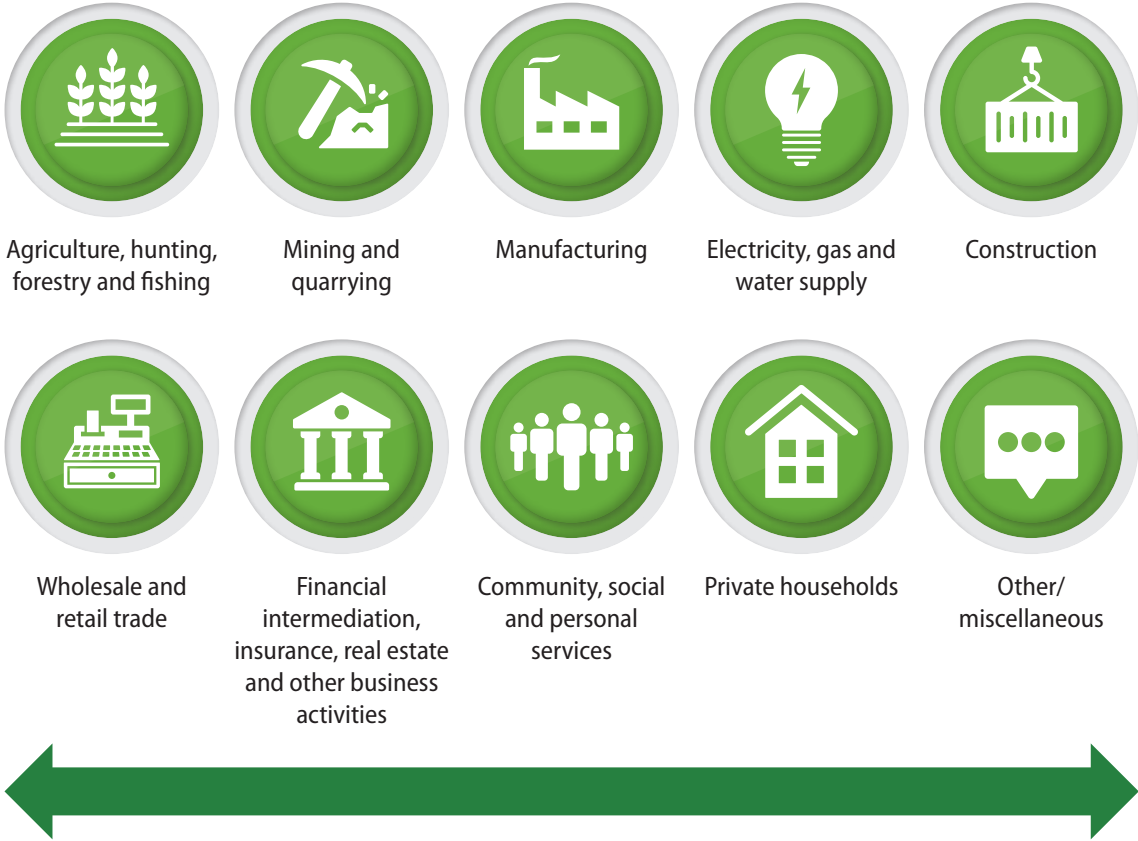 Agriculture, hunting,
forestry and fishing
Mining and
quarrying
Manufacturing
Electricity, gas and
water supply
Construction
Wholesale and
retail trade
Financial
intermediation,
insurance, real estate
and other business
activities
Community, social
and personal
services
Private households
Other/
miscellaneous